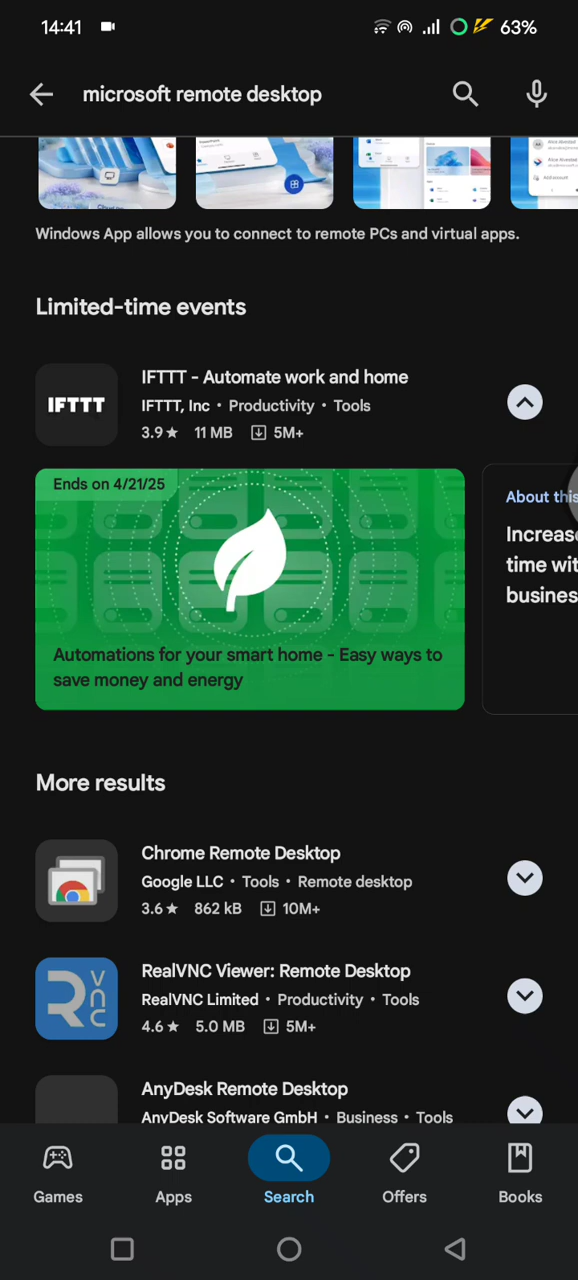 14:41
63%
microsoft remote desktop
Windows App allows you to connect to remote PCs and virtual apps.
Limited-time events
IFTTT
IFTTT - Automate work and home
IFTTT, Inc • Productivity • Tools
3.9★ 11 MB 5M+
Ends on 4/21/25
Automations for your smart home - Easy ways to
save money and energy
About this
Increase
time wit
busines
More results
Chrome Remote Desktop
Google LLC • Tools • Remote desktop
3.6★ 862 kB 10M+
R VNC
RealVNC Viewer: Remote Desktop
RealVNC Limited • Productivity • Tools
4.6★ 5.0 MB 5M+
AnyDesk Remote Desktop
AnyDesk Software GmbH • Business • Tools
Games
Apps
Search
Offers
Books